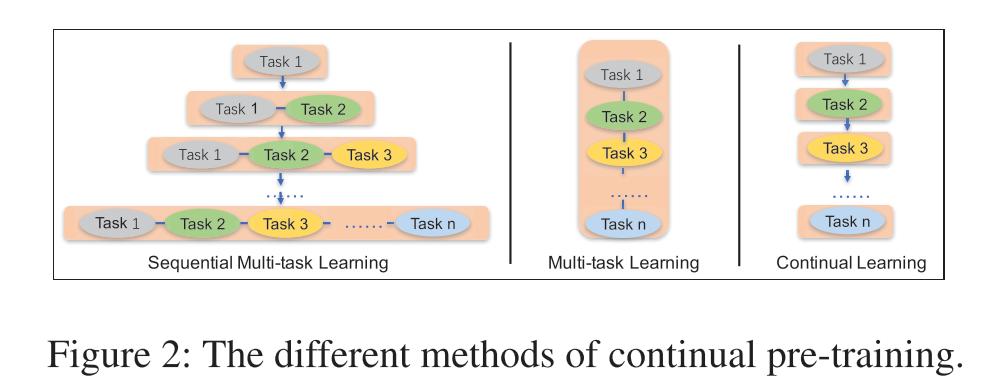 Task 1
Task 1 Task 2
Task 1 Task 2 Task 3
......
Task 1 Task 2 Task 3 ...... Task n
Sequential Multi-task Learning
Task 1
Task 2
Task 3
......
Task n
Multi-task Learning
Task 1
Task 2
Task 3
......
Task n
Continual Learning
Figure 2: The different methods of continual pre-training.